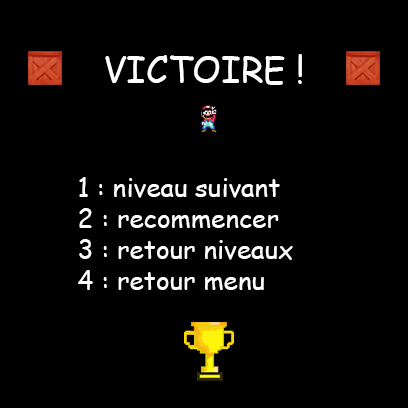 VICTOIRE !
1 : niveau suivant
2 : recommencer
3 : retour niveaux
4 : retour menu